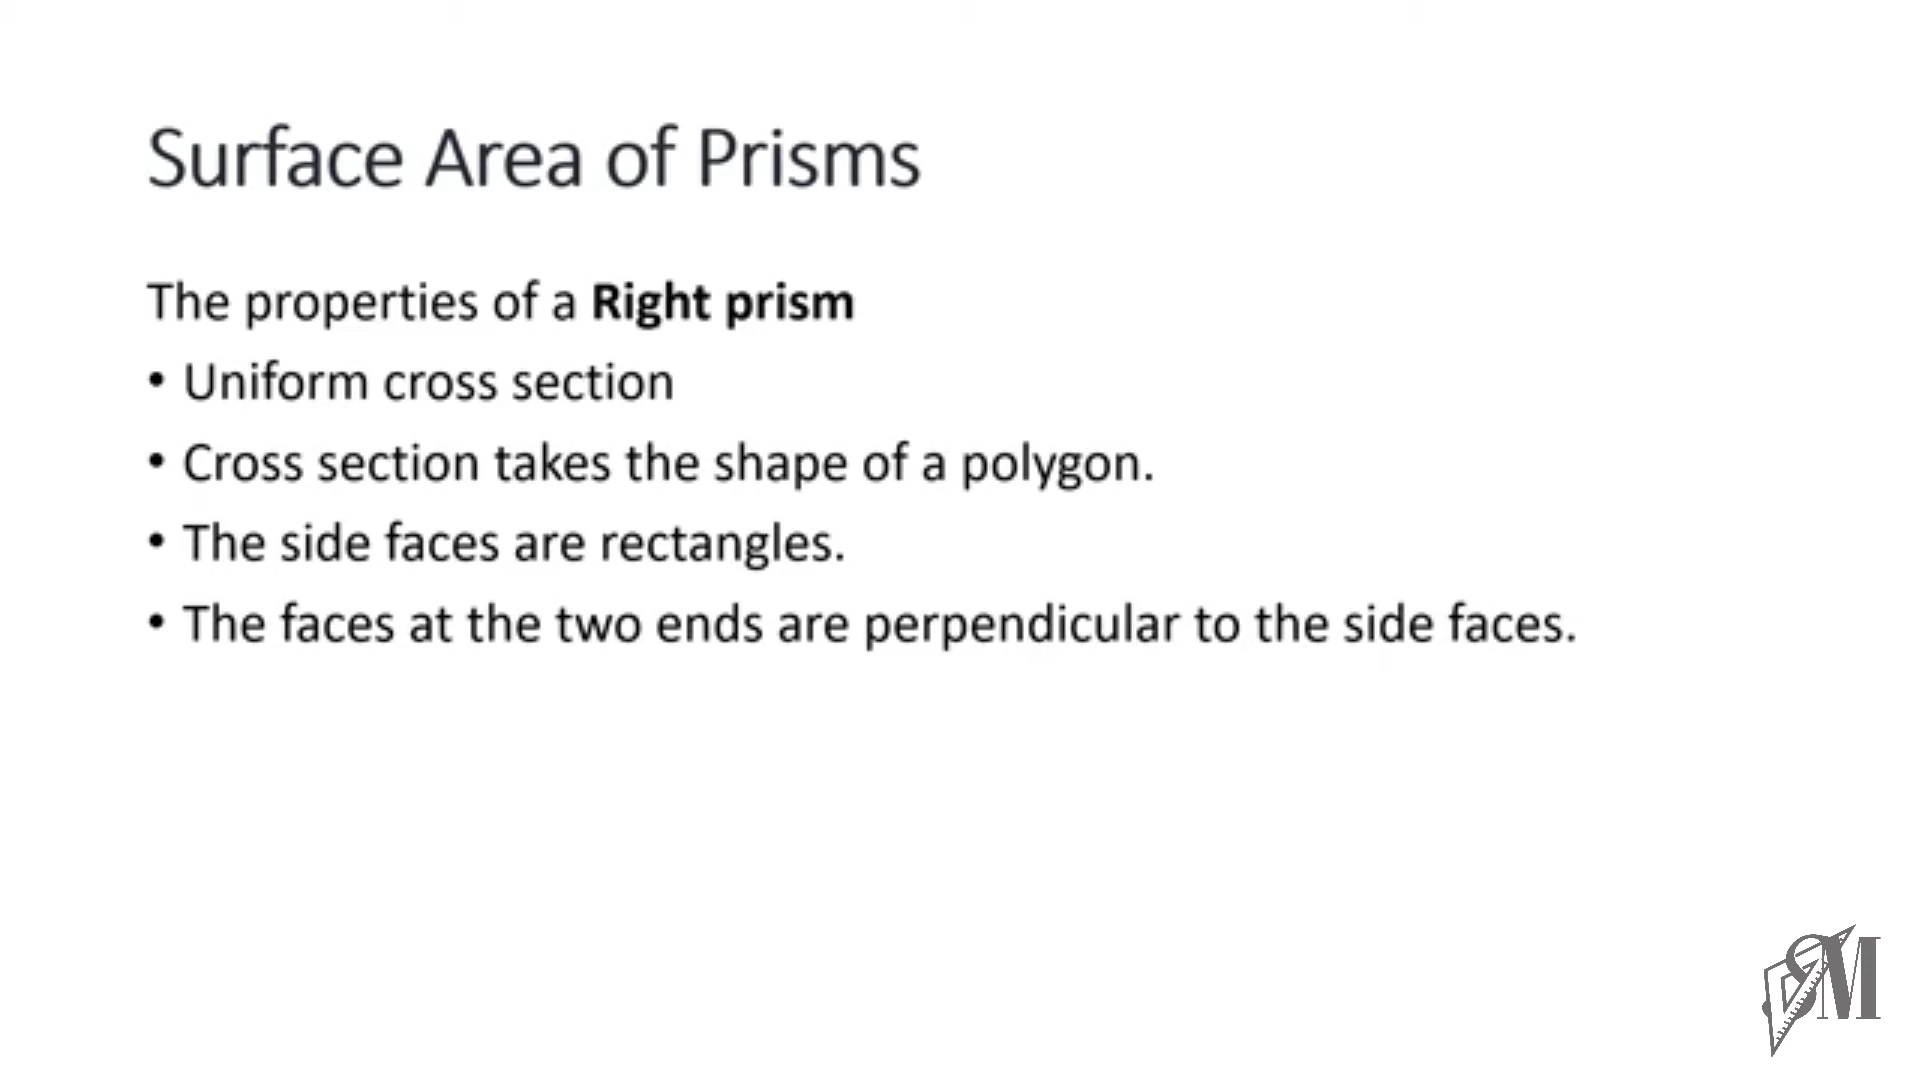 Surface Area of Prisms
The properties of a Right prism
• Uniform cross section
• Cross section takes the shape of a polygon.
• The side faces are rectangles.
• The faces at the two ends are perpendicular to the side faces.
SM